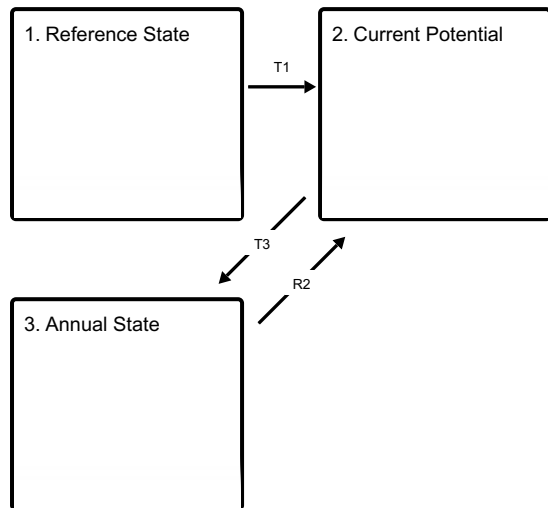 1. Reference State
T1
2. Current Potential
T3
R2
3. Annual State